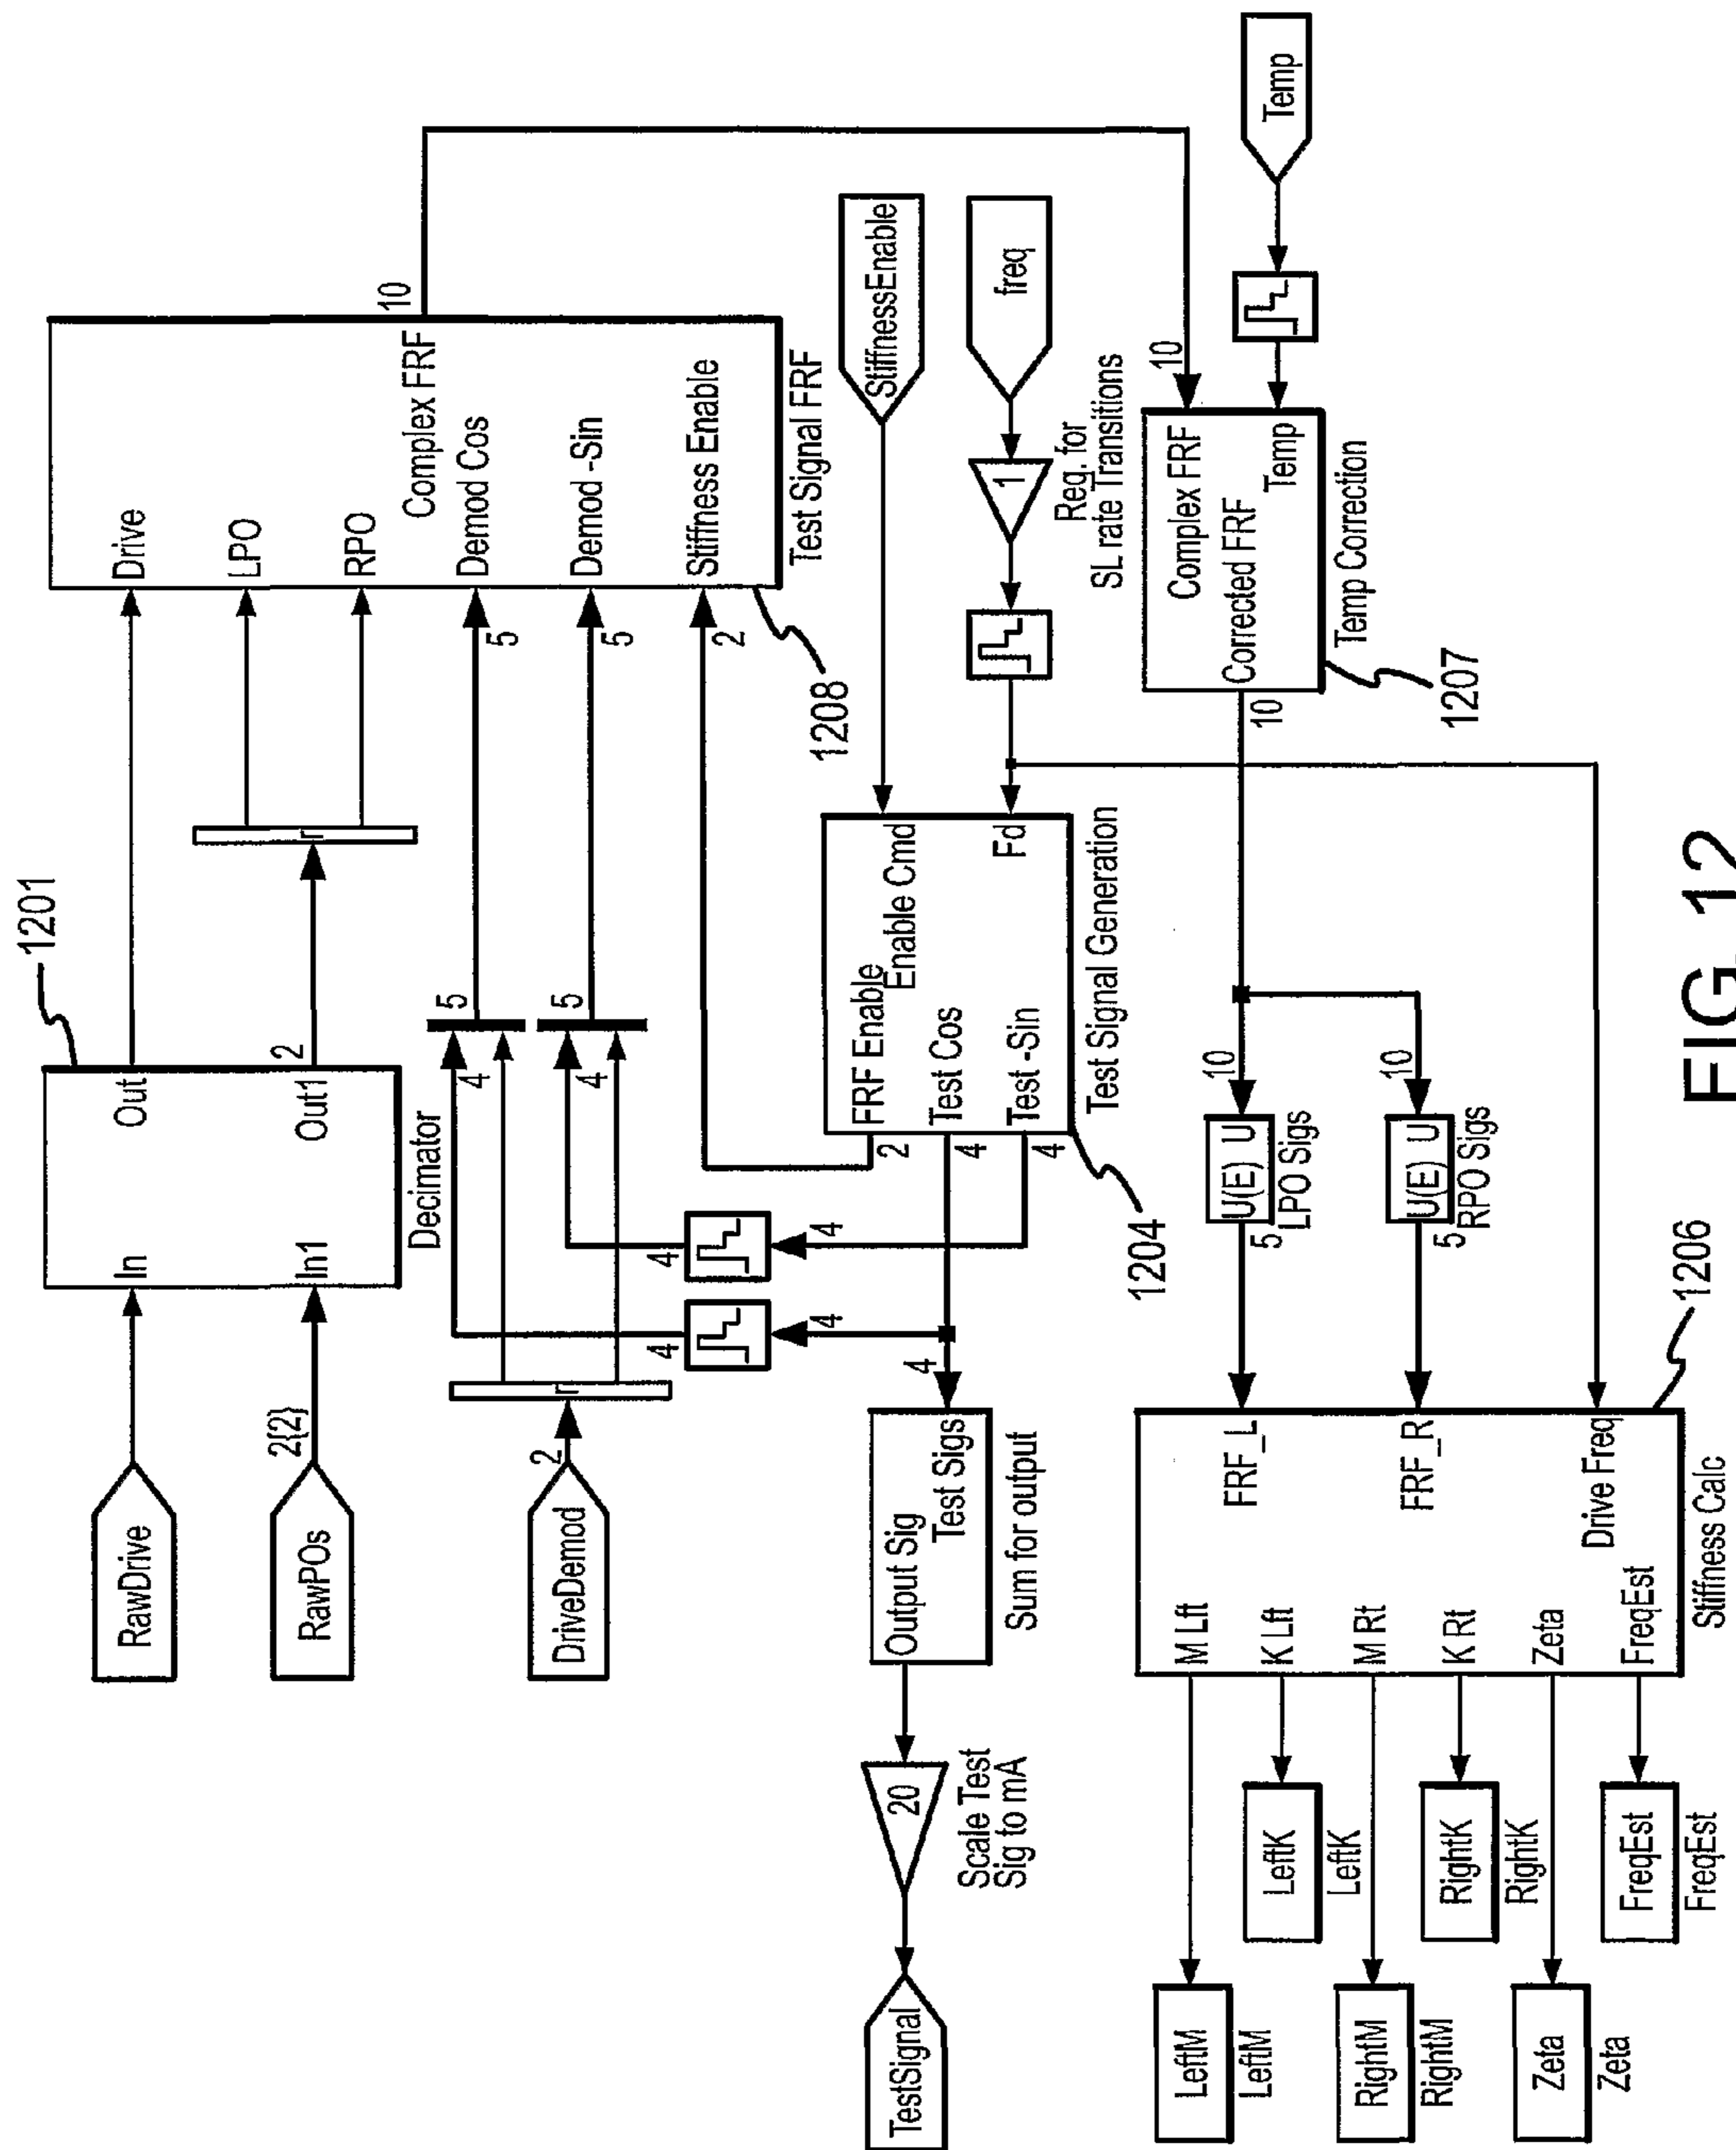 RawDrive
RawPOs
2{2}
In
In1
Out
Out1
2
Decimator
1201
r
Drive
LPO
RPO
Complex FRF
Demod Cos
Demod -Sin
Stiffness Enable
Test Signal FRF
10
5
5
2
1208
DriveDemod
2
r
4
5
4
5
4
4
4
4
StiffnessEnable
freq
1
Req. for
SL rate Transitions
FRF Enable
Enable Cmd
Test Cos
Fd
Test -Sin
Test Signal Generation
2
4
4
1204
4
Output Sig
Test Sigs
Sum for output
20
Scale Test
Sig to mA
TestSignal
Temp
10
Complex FRF
Corrected FRF
Temp
Temp Correction
10
1207
10
U(E) U
5
LPO Sigs
10
U(E) U
5
RPO Sigs
1206
M Lft
K Lft
M Rt
K Rt
Zeta
FreqEst
FRF_L
FRF_R
Drive Freq
Stiffness Calc
LeftM
LeftM
LeftK
LeftK
RightM
RightM
RightK
RightK
Zeta
Zeta
FreqEst
FreqEst
FIG. 12